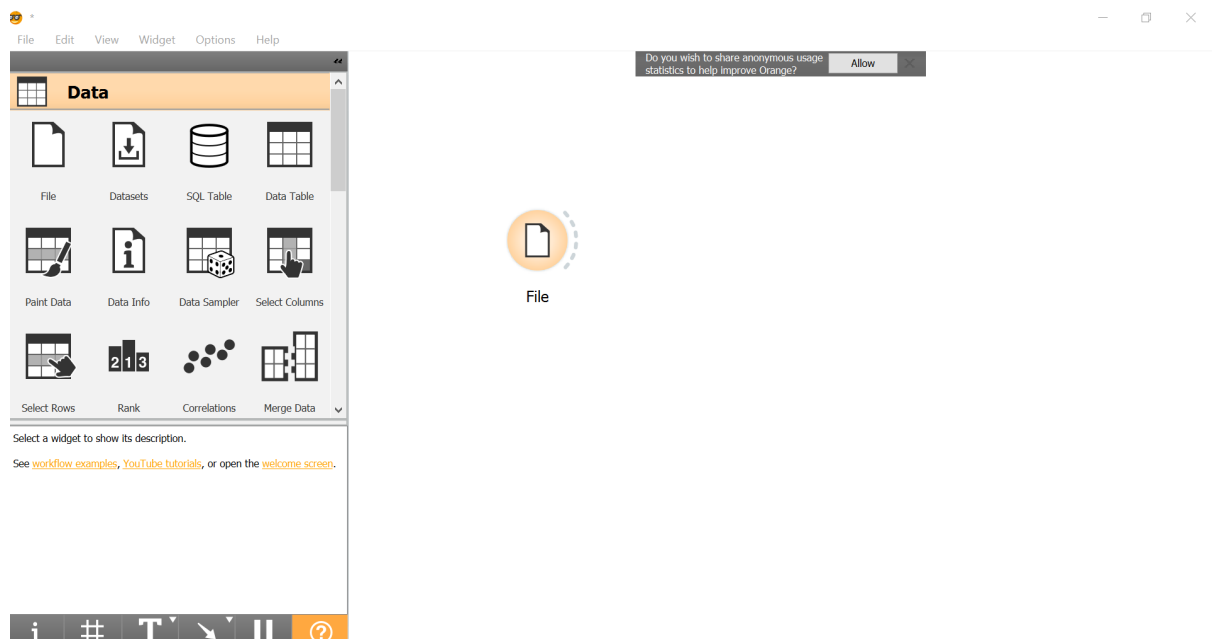 File Edit View Widget Options Help
Do you wish to share anonymous usage
statistics to help improve Orange?
Allow
Data
File Datasets SQL Table Data Table
Paint Data Data Info Data Sampler Select Columns
2 1 3
Select Rows Rank Correlations Merge Data
File
Select a widget to show its description.
See workflow examples, YouTube tutorials, or open the welcome screen.
i # T ?